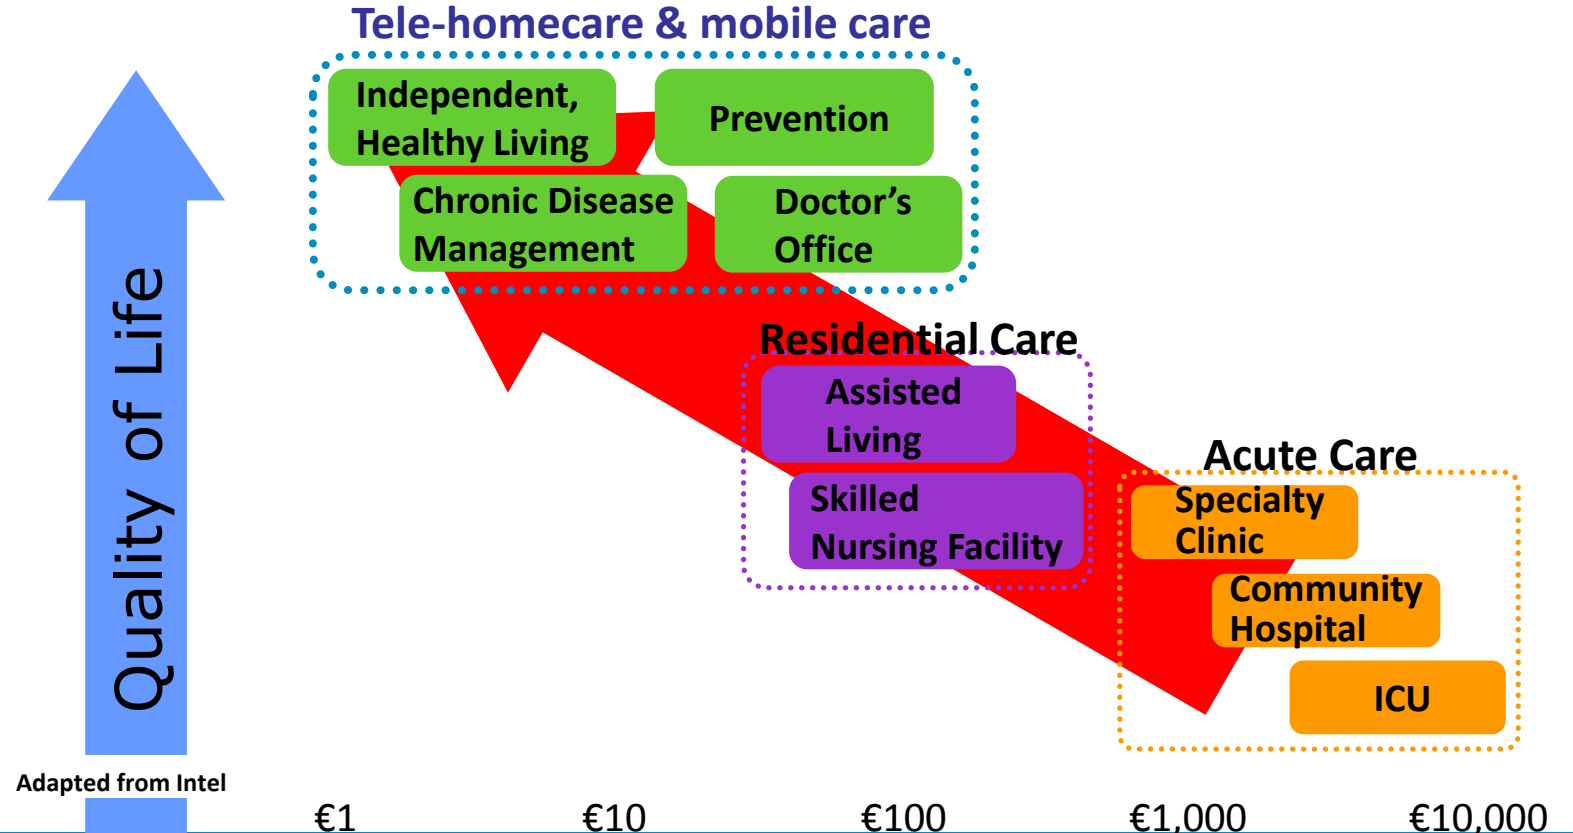 Tele-homecare & mobile care
Independent,
Healthy Living
Prevention
Chronic Disease
Management
Doctor’s
Office
Residential Care
Assisted
Living
Skilled
Nursing Facility
Acute Care
Specialty
Clinic
Community
Hospital
ICU
Quality of Life
Adapted from Intel
€1
€10
€100
€1,000
€10,000